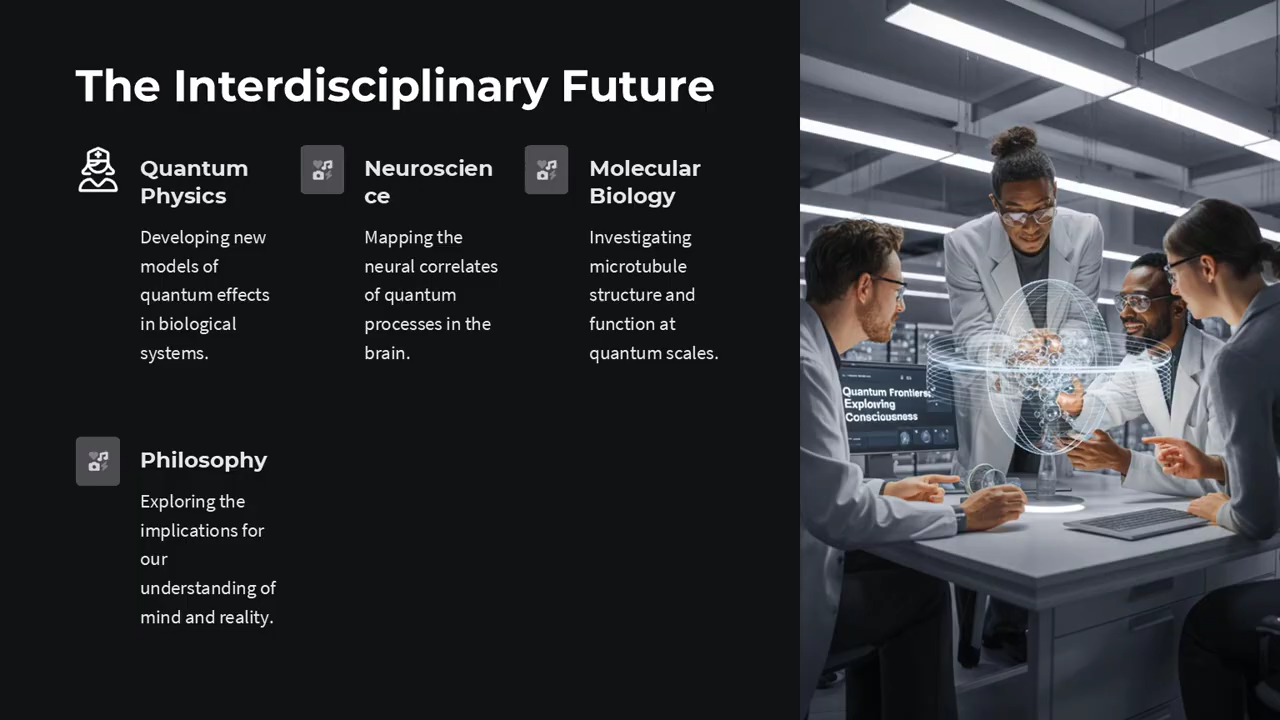 The Interdisciplinary Future
Quantum
Physics
Developing new
models of
quantum effects
in biological
systems.
Neuroscien
ce
Mapping the
neural correlates
of quantum
processes in the
brain.
Molecular
Biology
Investigating
microtubule
structure and
function at
quantum scales.
Philosophy
Exploring the
implications for
our
understanding of
mind and reality.
Quantum Frontiers:
Exploring
Consciousness